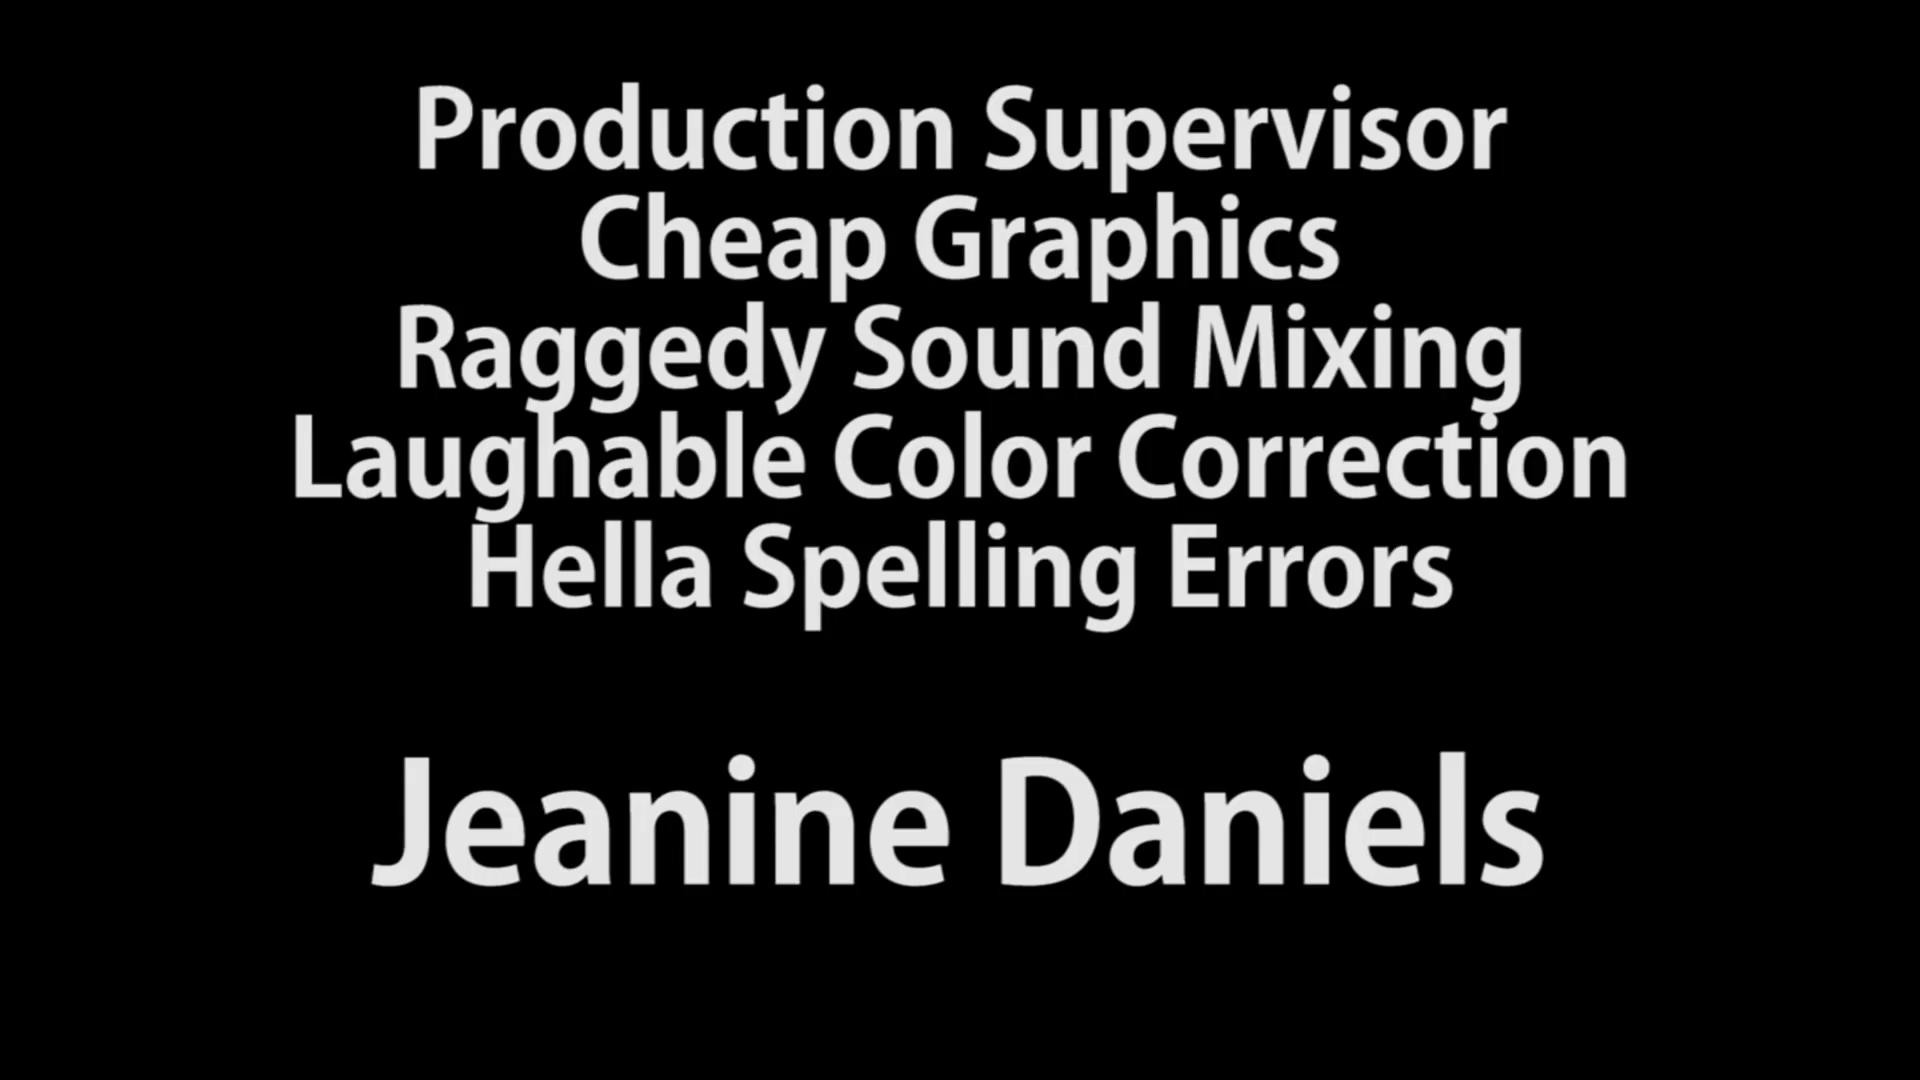 Production Supervisor
Cheap Graphics
Raggedy Sound Mixing
Laughable Color Correction
Hella Spelling Errors
Jeanine Daniels